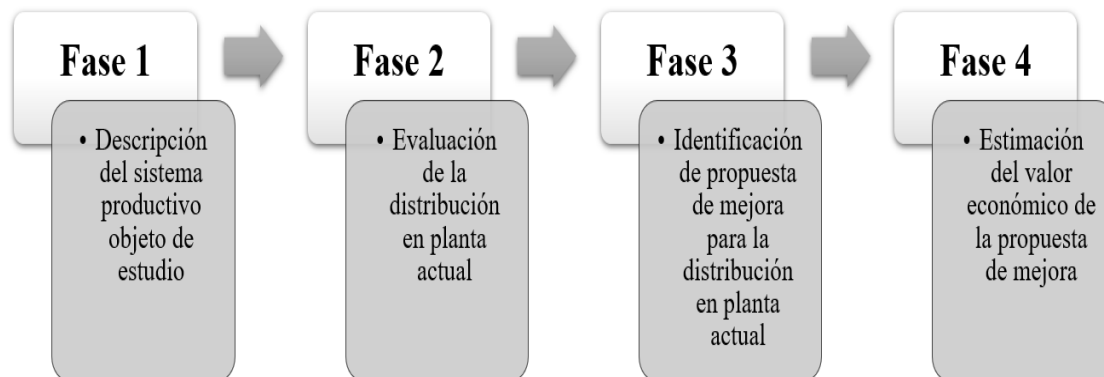 Fase 1
• Descripción
del sistema
productivo
objeto de
estudio
Fase 2
• Evaluación
de la
distribución
en planta
actual
Fase 3
• Identificación
de propuesta
de mejora
para la
distribución
en planta
actual
Fase 4
• Estimación
del valor
económico de
la propuesta
de mejora